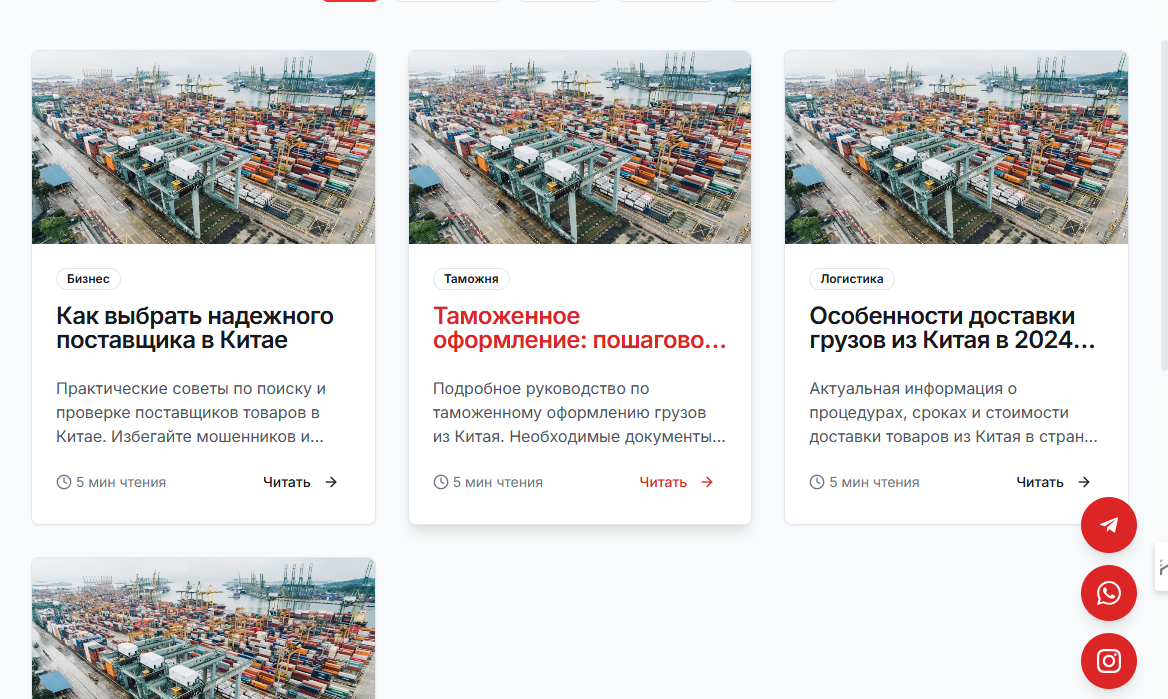 Бизнес
Как выбрать надежного
поставщика в Китае
Практические советы по поиску и
проверке поставщиков товаров в
Китае. Избегайте мошенников и...
5 мин чтения
Читать
Таможня
Таможенное
оформление: пошагово...
Подробное руководство по
таможенному оформлению грузов
из Китая. Необходимые документы...
5 мин чтения
Читать
Логистика
Особенности доставки
грузов из Китая в 2024...
Актуальная информация о
процедурах, сроках и стоимости
доставки товаров из Китая в стран...
5 мин чтения
Читать